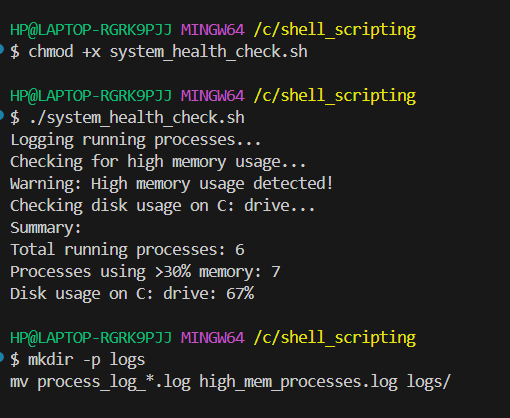 HP@LAPTOP-RGRK9PJJ MINGW64 /c/shell_scripting
$ chmod +x system_health_check.sh
HP@LAPTOP-RGRK9PJJ MINGW64 /c/shell_scripting
$ ./system_health_check.sh
Logging running processes...
Checking for high memory usage...
Warning: High memory usage detected!
Checking disk usage on C: drive...
Summary:
Total running processes: 6
Processes using >30% memory: 7
Disk usage on C: drive: 67%
HP@LAPTOP-RGRK9PJJ MINGW64 /c/shell_scripting
$ mkdir -p logs
mv process_log_*.log high_mem_processes.log logs/